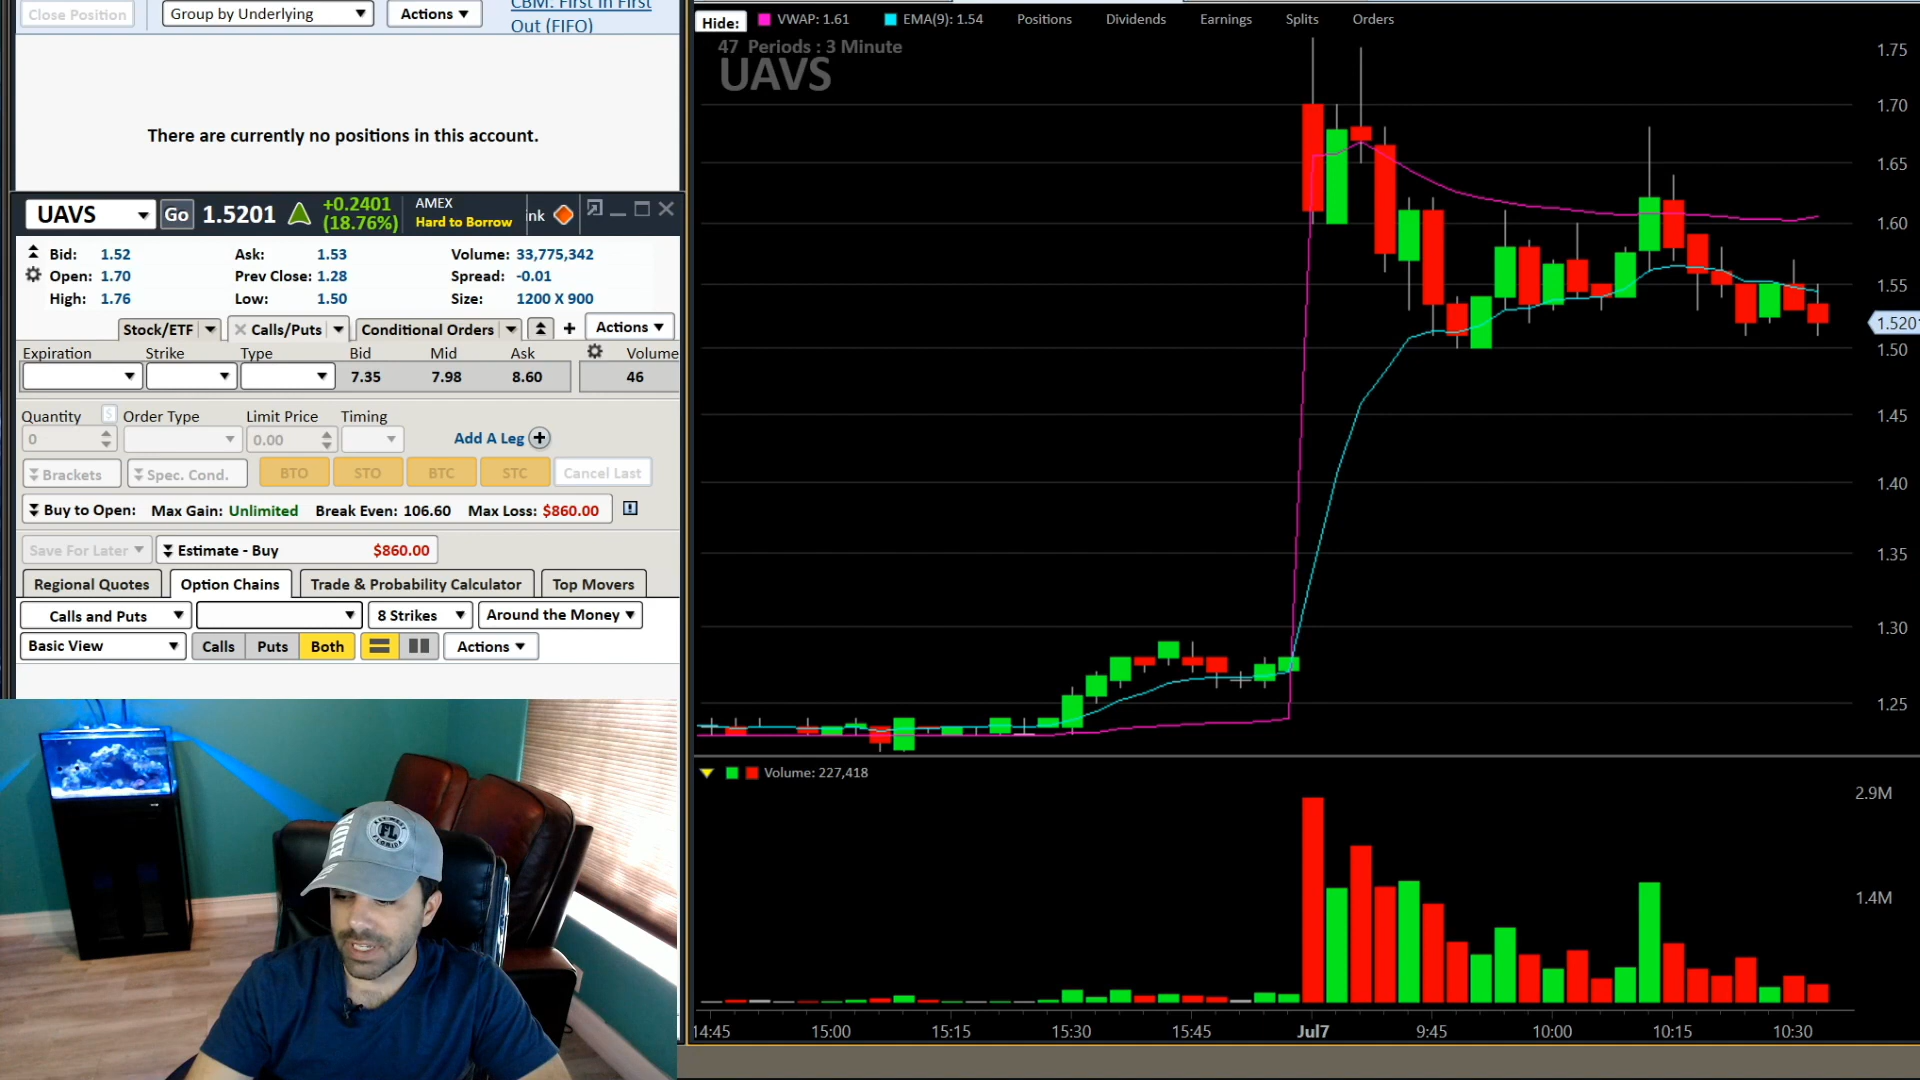 Close Position
Group by Underlying
Actions
CBM: First In First
Out (FIFO)
There are currently no positions in this account.
UAVS
Go
1.5201
+0.2401
(18.76%)
AMEX
Hard to Borrow
nk
Bid: 1.52 Ask: 1.53 Volume: 33,775,342
Open: 1.70 Prev Close: 1.28 Spread: -0.01
High: 1.76 Low: 1.50 Size: 1200 X 900
Stock/ETF Calls/Puts Conditional Orders Actions
Expiration Strike Type Bid Mid Ask Volume
7.35 7.98 8.60 46
Quantity Order Type Limit Price Timing
0 0.00 Add A Leg
Brackets Spec. Cond. BTO STO BTC STC Cancel Last
Buy to Open: Max Gain: Unlimited Break Even: 106.60 Max Loss: $860.00
Save For Later Estimate - Buy $860.00
Regional Quotes Option Chains Trade & Probability Calculator Top Movers
Calls and Puts 8 Strikes Around the Money
Basic View Calls Puts Both Actions
Hide: VWAP: 1.61 EMA(9): 1.54 Positions Dividends Earnings Splits Orders
47 Periods : 3 Minute
UAVS
1.75
1.70
1.65
1.60
1.55
1.5201
1.50
1.45
1.40
1.35
1.30
1.25
Volume: 227,418
2.9M
1.4M
14:45 15:00 15:15 15:30 15:45 Jul7 9:45 10:00 10:15 10:30
FL
FLORIDA